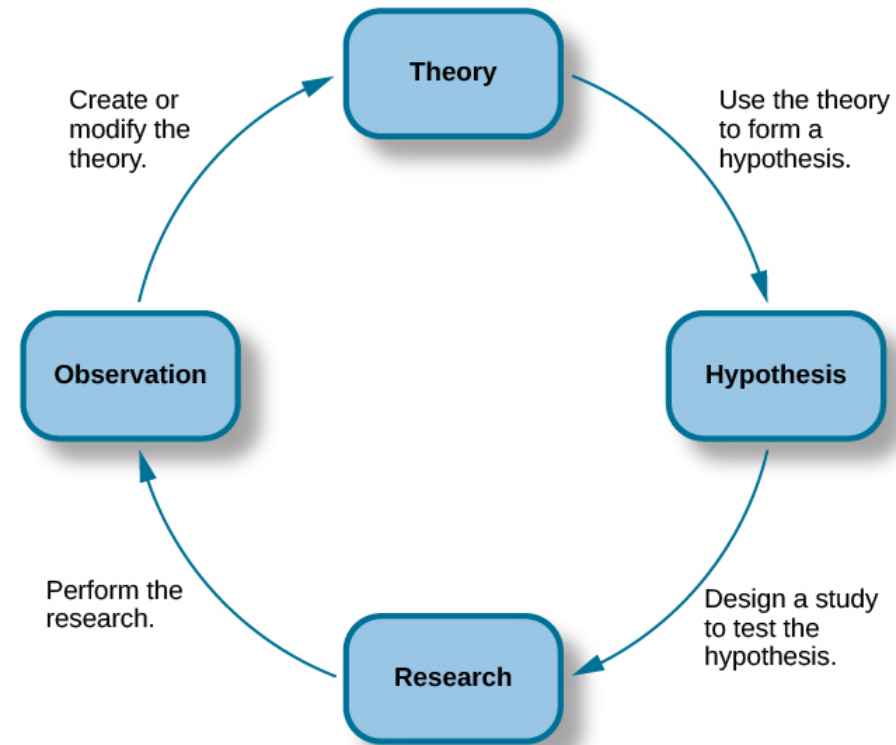 Theory
Use the theory
to form a
hypothesis.
Hypothesis
Design a study
to test the
hypothesis.
Research
Perform the
research.
Observation
Create or
modify the
theory.